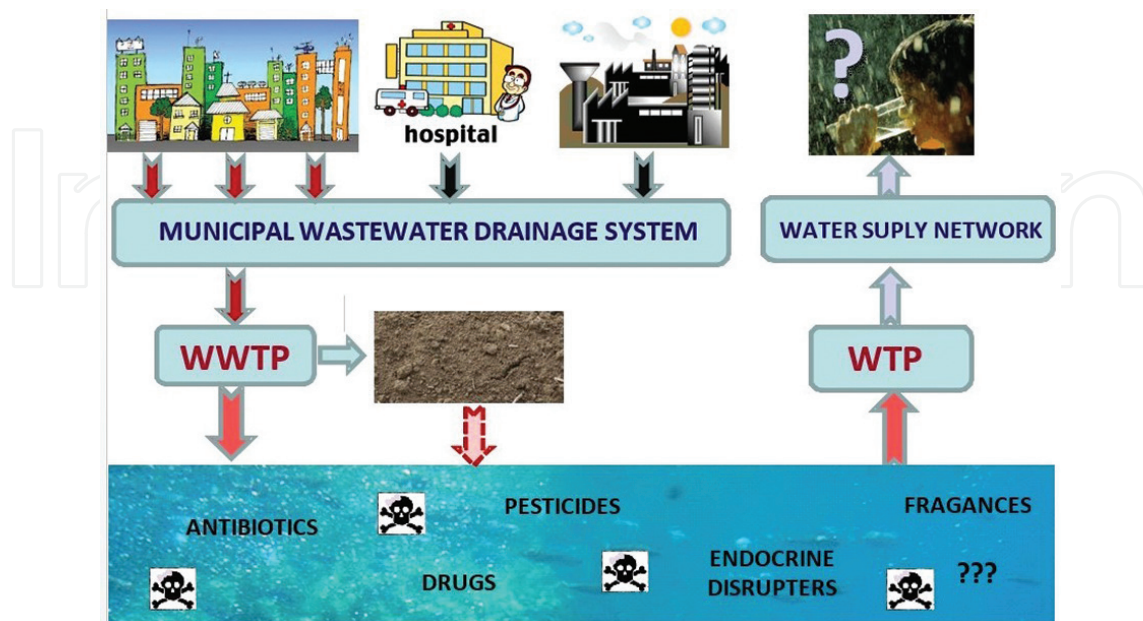 ?
hospital
MUNICIPAL WASTEWATER DRAINAGE SYSTEM
WATER SUPLY NETWORK
WWTP
WTP
ANTIBIOTICS
PESTICIDES
FRAGANCES
DRUGS
ENDOCRINE
DISRUPTERS
???